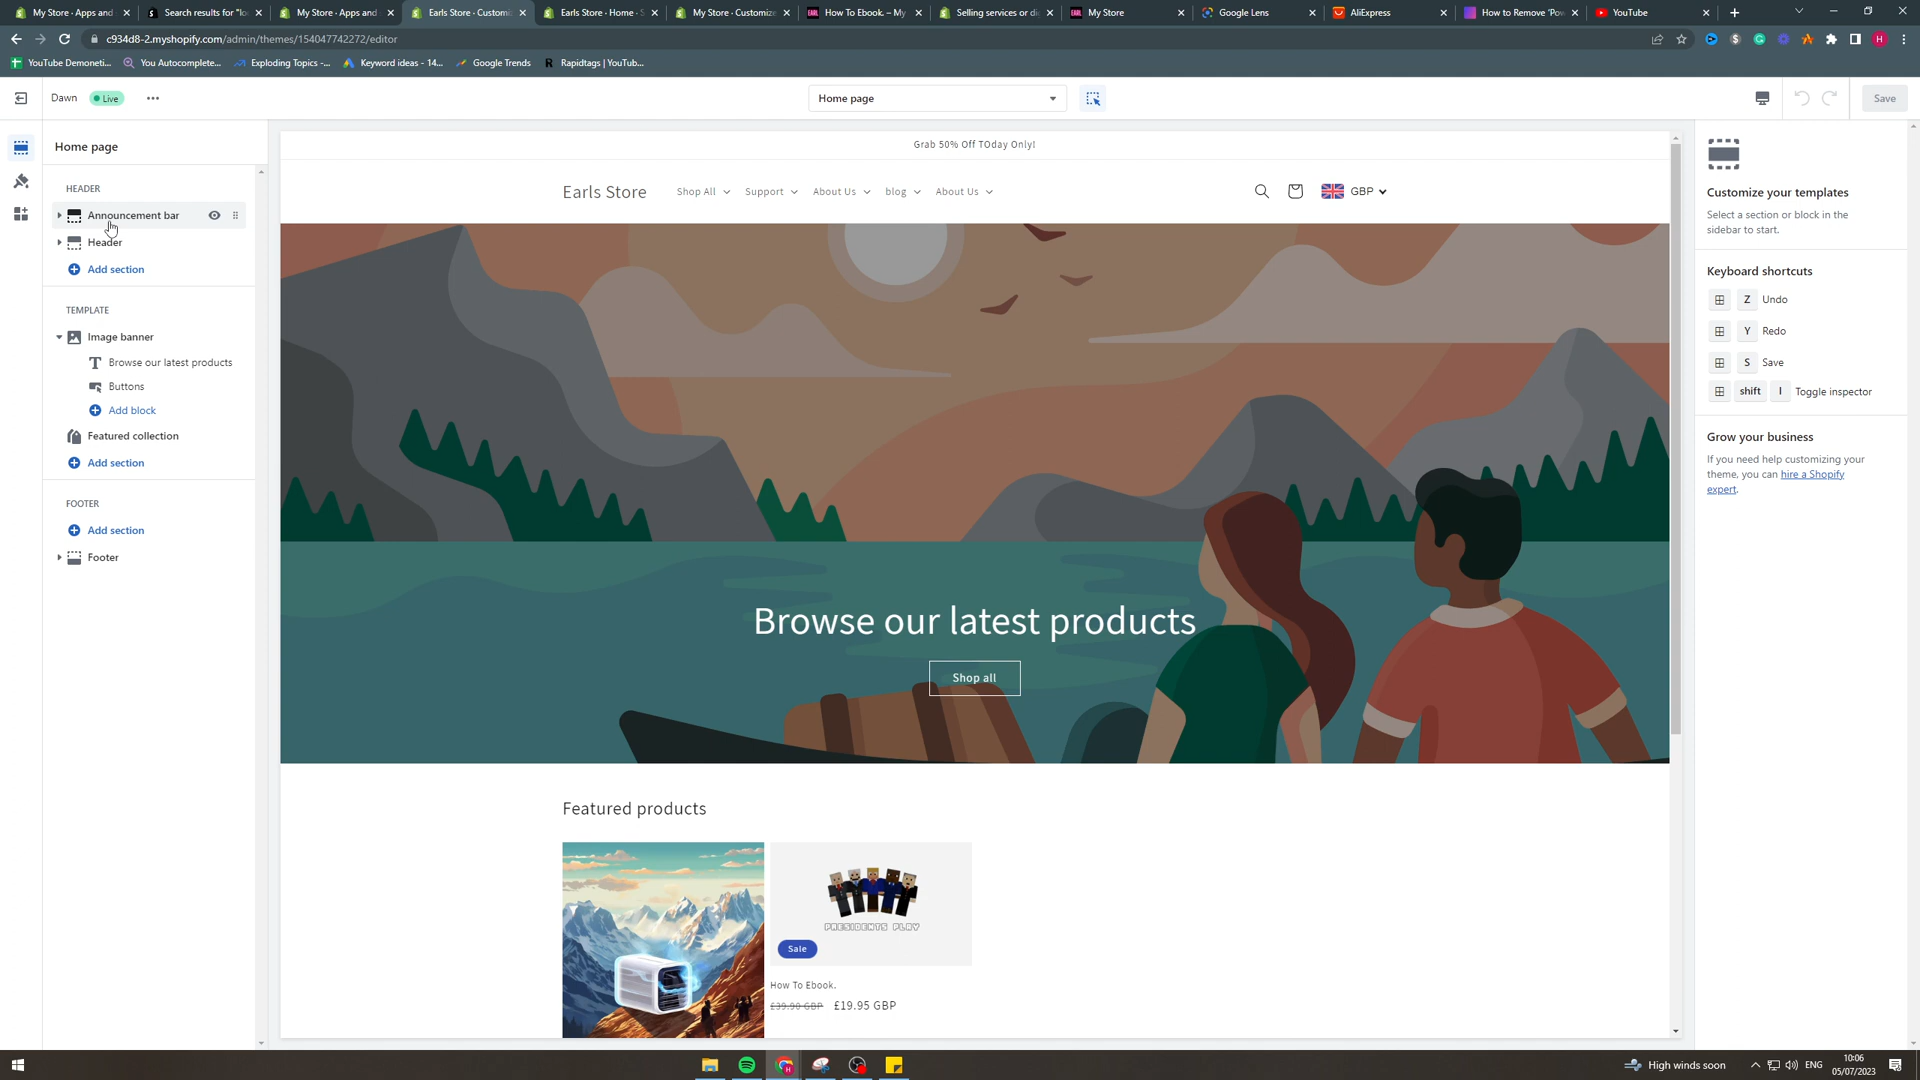 My Store · Apps and
Search results for "lo
My Store · Apps and
Earls Store · Customiz
Earls Store · Home · S
My Store · Customize
How To Ebook. – My
Selling services or di
My Store
Google Lens
AliExpress
How to Remove 'Pow
YouTube
c934d8-2.myshopify.com/admin/themes/154047742272/editor
YouTube Demoneti...
You Autocomplete...
Exploding Topics -...
Keyword ideas - 14...
Google Trends
Rapidtags | YouTub...
Dawn
Live
Home page
Save
Home page
HEADER
Announcement bar
Header
Add section
TEMPLATE
Image banner
Browse our latest products
Buttons
Add block
Featured collection
Add section
FOOTER
Add section
Footer
Grab 50% Off TOday Only!
Earls Store
Shop All
Support
About Us
blog
About Us
GBP
Browse our latest products
Shop all
Featured products
PRESIDENTS PLAY
Sale
How To Ebook.
£39.90 GBP £19.95 GBP
Customize your templates
Select a section or block in the
sidebar to start.
Keyboard shortcuts
Z Undo
Y Redo
S Save
shift I Toggle inspector
Grow your business
If you need help customizing your
theme, you can hire a Shopify
expert.
High winds soon
ENG
10:06
05/07/2023